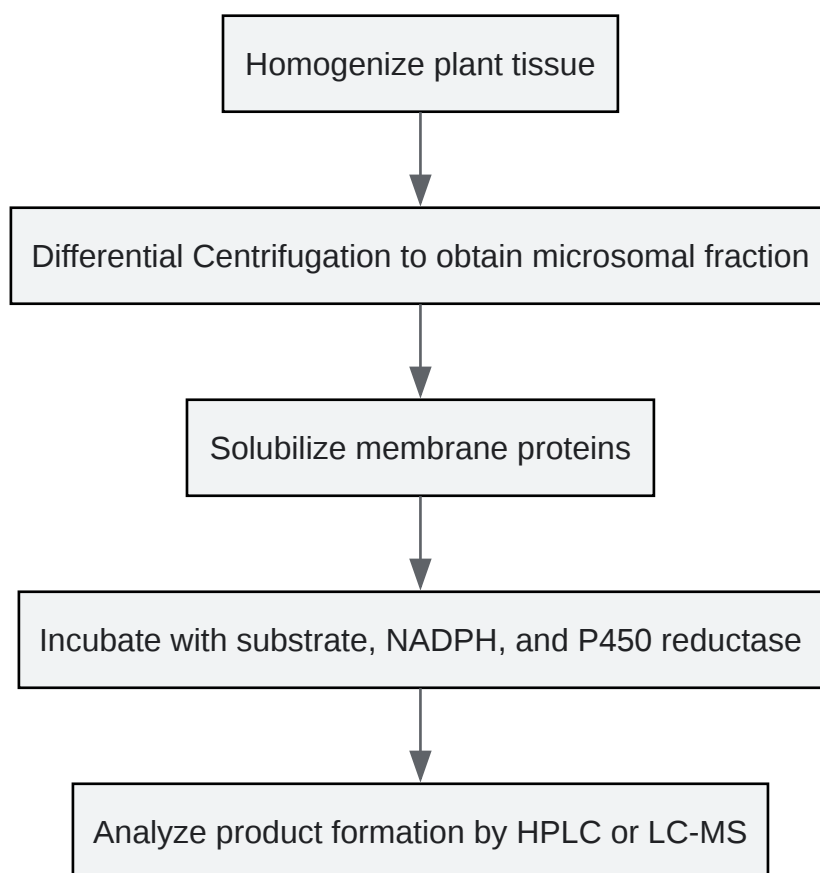 Homogenize plant tissue
Differential Centrifugation to obtain microsomal fraction
Solubilize membrane proteins
Incubate with substrate, NADPH, and P450 reductase
Analyze product formation by HPLC or LC-MS